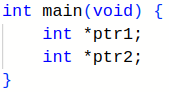 int main(void) {
    int *ptr1;
    int *ptr2;
}